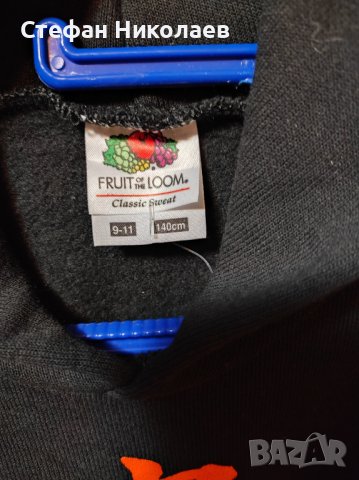 Стефан Николаев
FRUIT OF THE LOOM®
Classic Sweat
9-11 140cm
BAZAR